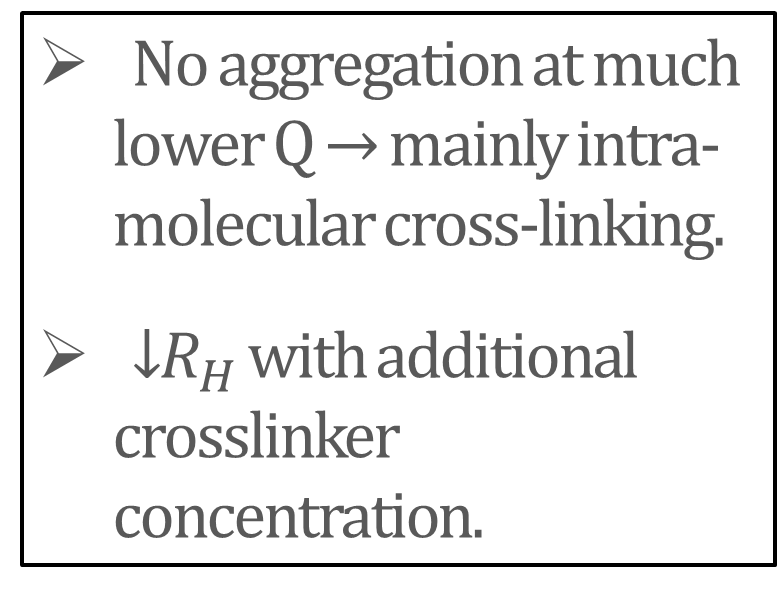 ➢ No aggregation at much
lower Q → mainly intra-
molecular cross-linking.
➢ ↓R_H with additional
crosslinker
concentration.